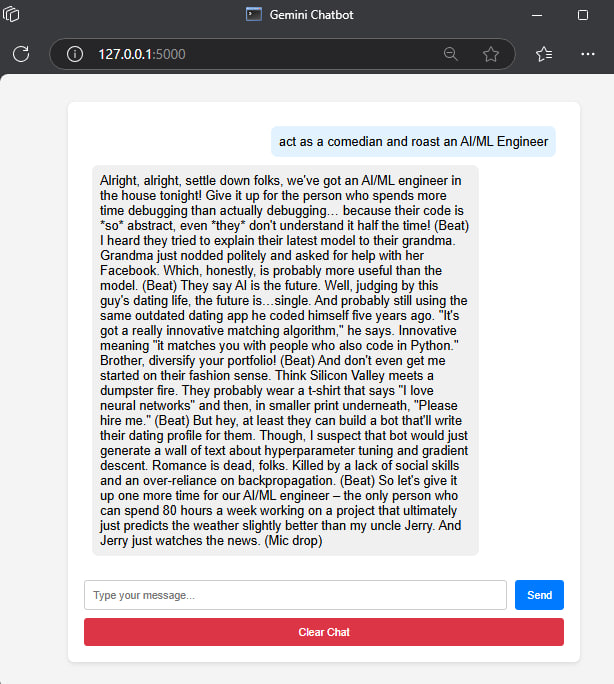 Gemini Chatbot
127.0.0.1:5000
act as a comedian and roast an AI/ML Engineer
Alright, alright, settle down folks, we've got an AI/ML engineer in
the house tonight! Give it up for the person who spends more
time debugging than actually debugging… because their code is
*so* abstract, even *they* don't understand it half the time! (Beat)
I heard they tried to explain their latest model to their grandma.
Grandma just nodded politely and asked for help with her
Facebook. Which, honestly, is probably more useful than the
model. (Beat) They say AI is the future. Well, judging by this
guy's dating life, the future is…single. And probably still using the
same outdated dating app he coded himself five years ago. "It's
got a really innovative matching algorithm," he says. Innovative
meaning "it matches you with people who also code in Python."
Brother, diversify your portfolio! (Beat) And don't even get me
started on their fashion sense. Think Silicon Valley meets a
dumpster fire. They probably wear a t-shirt that says "I love
neural networks" and then, in smaller print underneath, "Please
hire me." (Beat) But hey, at least they can build a bot that'll write
their dating profile for them. Though, I suspect that bot would just
generate a wall of text about hyperparameter tuning and gradient
descent. Romance is dead, folks. Killed by a lack of social skills
and an over-reliance on backpropagation. (Beat) So let's give it
up one more time for our AI/ML engineer – the only person who
can spend 80 hours a week working on a project that ultimately
just predicts the weather slightly better than my uncle Jerry. And
Jerry just watches the news. (Mic drop)
Type your message...
Send
Clear Chat